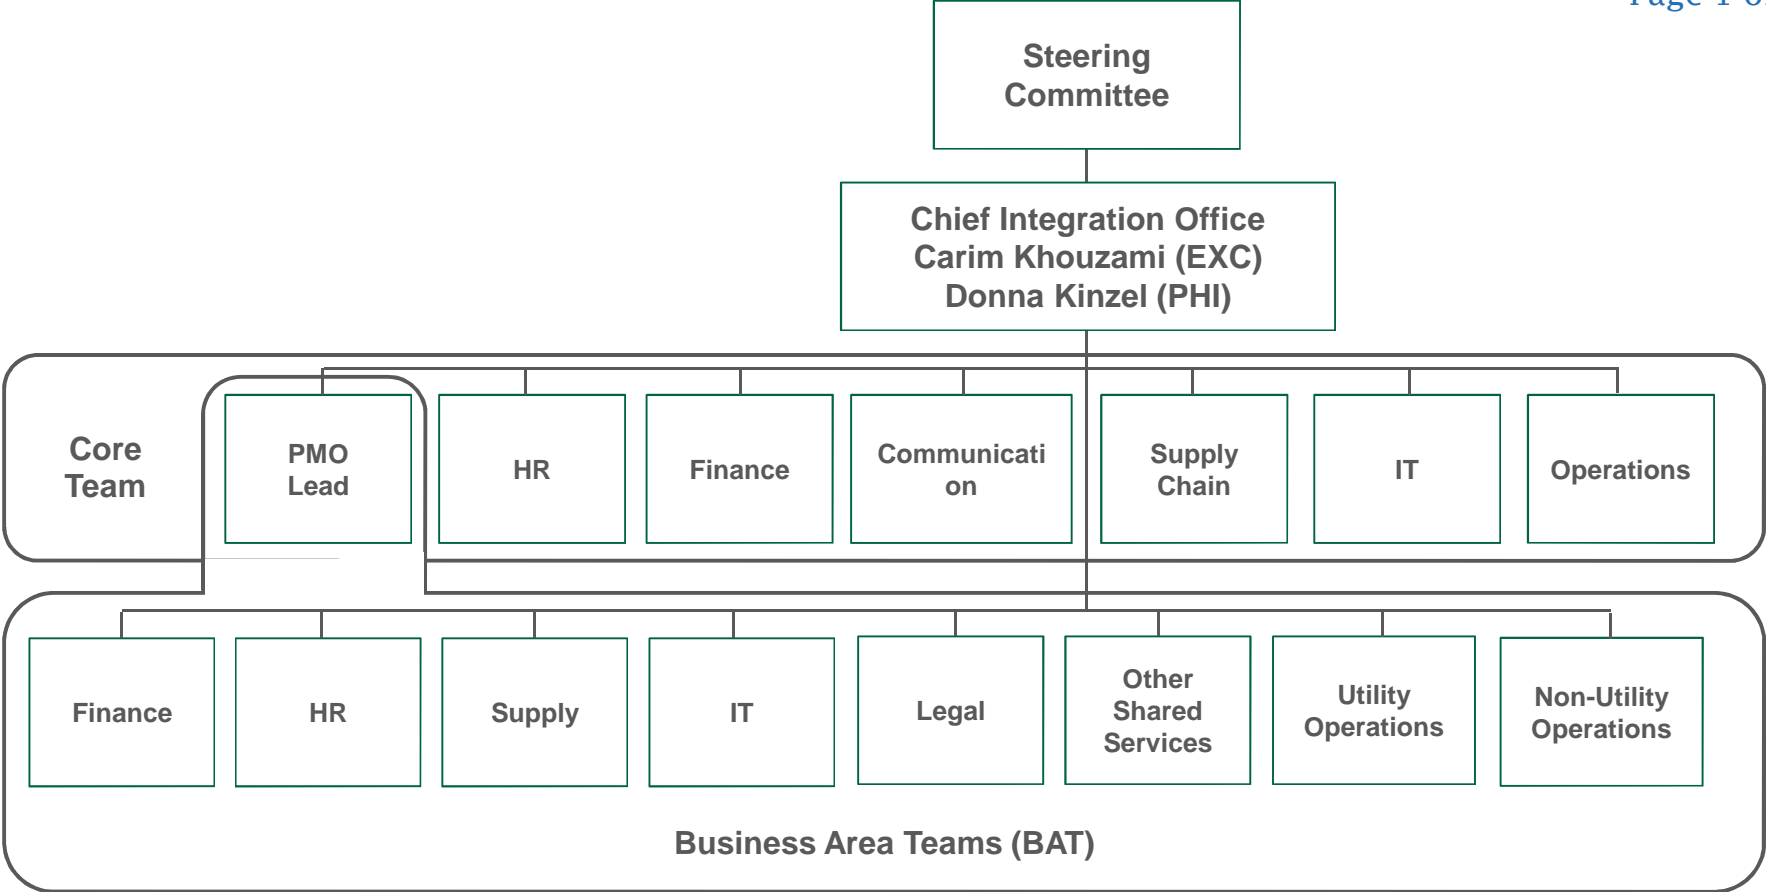 Page 1 o
Steering
Committee
Chief Integration Office
Carim Khouzami (EXC)
Donna Kinzel (PHI)
Core
Team
PMO
Lead
HR
Finance
Communicati
on
Supply
Chain
IT
Operations
Finance
HR
Supply
IT
Legal
Other
Shared
Services
Utility
Operations
Non-Utility
Operations
Business Area Teams (BAT)